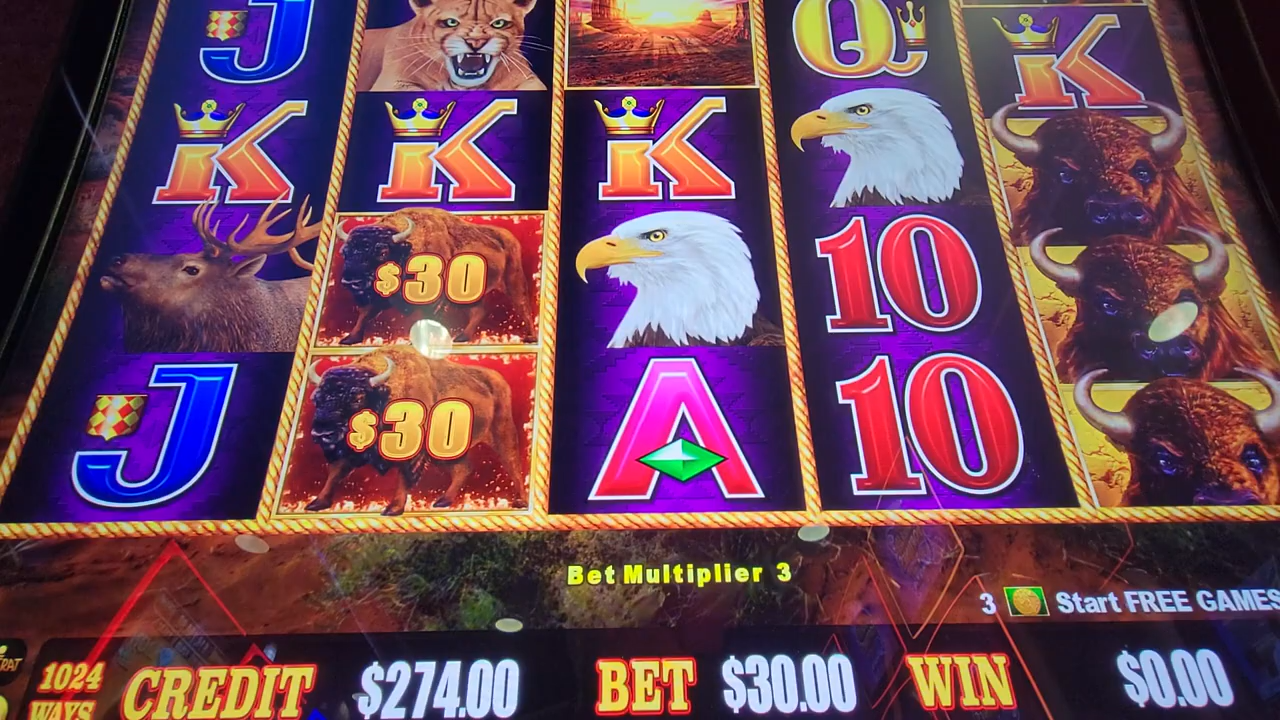 J
Q
K
K
K
K
$30
10
$30
A
10
J
Bet Multiplier 3
3 Start FREE GAMES
1024 WAYS
CREDIT $274.00 BET $30.00 WIN $0.00